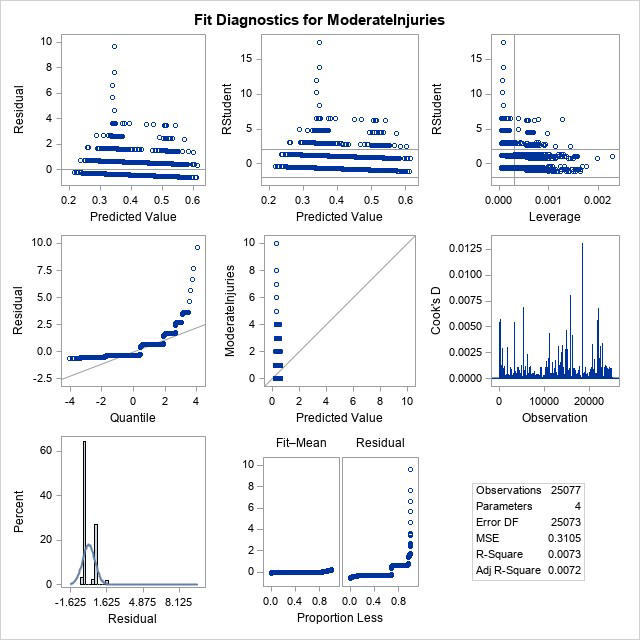 Fit Diagnostics for ModerateInjuries
Residual
10
8
6
4
2
0
0.2 0.3 0.4 0.5 0.6
Predicted Value
RStudent
15
10
5
0
0.2 0.3 0.4 0.5 0.6
Predicted Value
RStudent
15
10
5
0
0.000 0.001 0.002
Leverage
Residual
10.0
7.5
5.0
2.5
0.0
-2.5
-4 -2 0 2 4
Quantile
ModerateInjuries
10
8
6
4
2
0
0 2 4 6 8 10
Predicted Value
Cook's D
0.0125
0.0100
0.0075
0.0050
0.0025
0.0000
0 10000 20000
Observation
Percent
60
40
20
0
-1.625 1.625 4.875 8.125
Residual
Fit–Mean Residual
10
8
6
4
2
0
0.0 0.4 0.8 0.0 0.4 0.8
Proportion Less
Observations 25077
Parameters 4
Error DF 25073
MSE 0.3105
R-Square 0.0073
Adj R-Square 0.0072